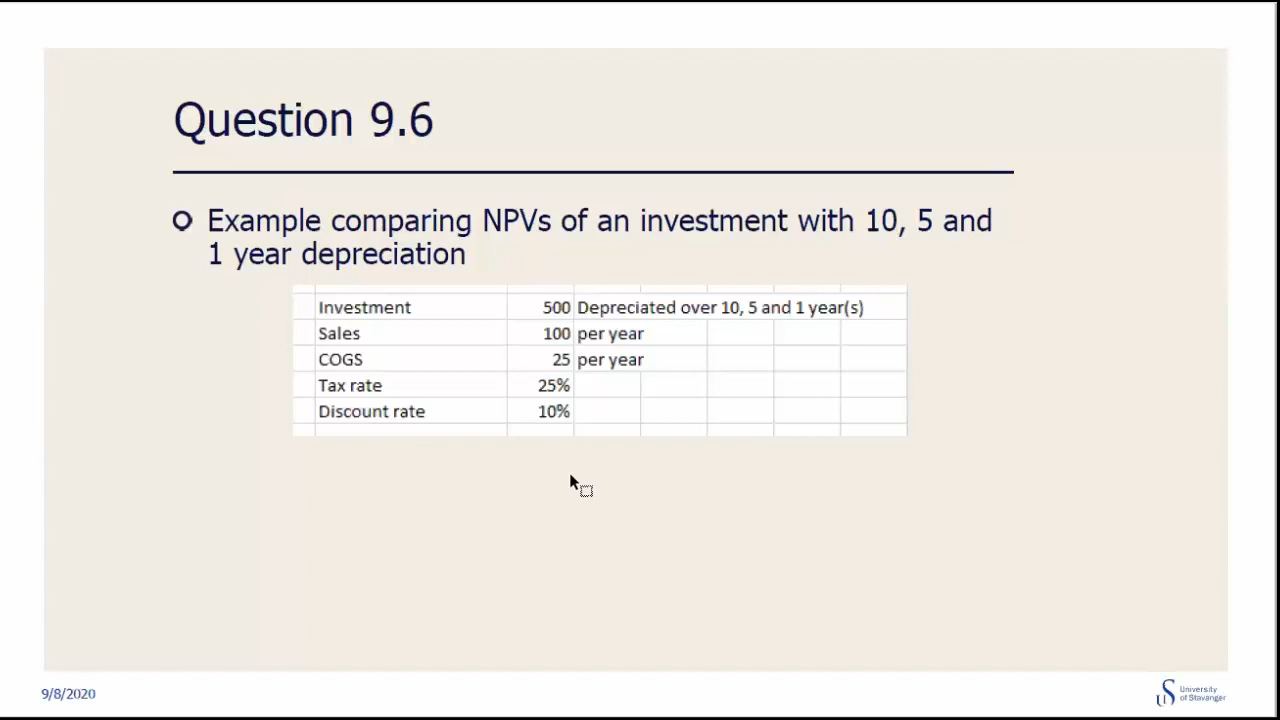 Question 9.6
Example comparing NPVs of an investment with 10, 5 and
1 year depreciation
Investment 500 Depreciated over 10, 5 and 1 year(s)
Sales 100 per year
COGS 25 per year
Tax rate 25%
Discount rate 10%
9/8/2020
US University
of Stavanger